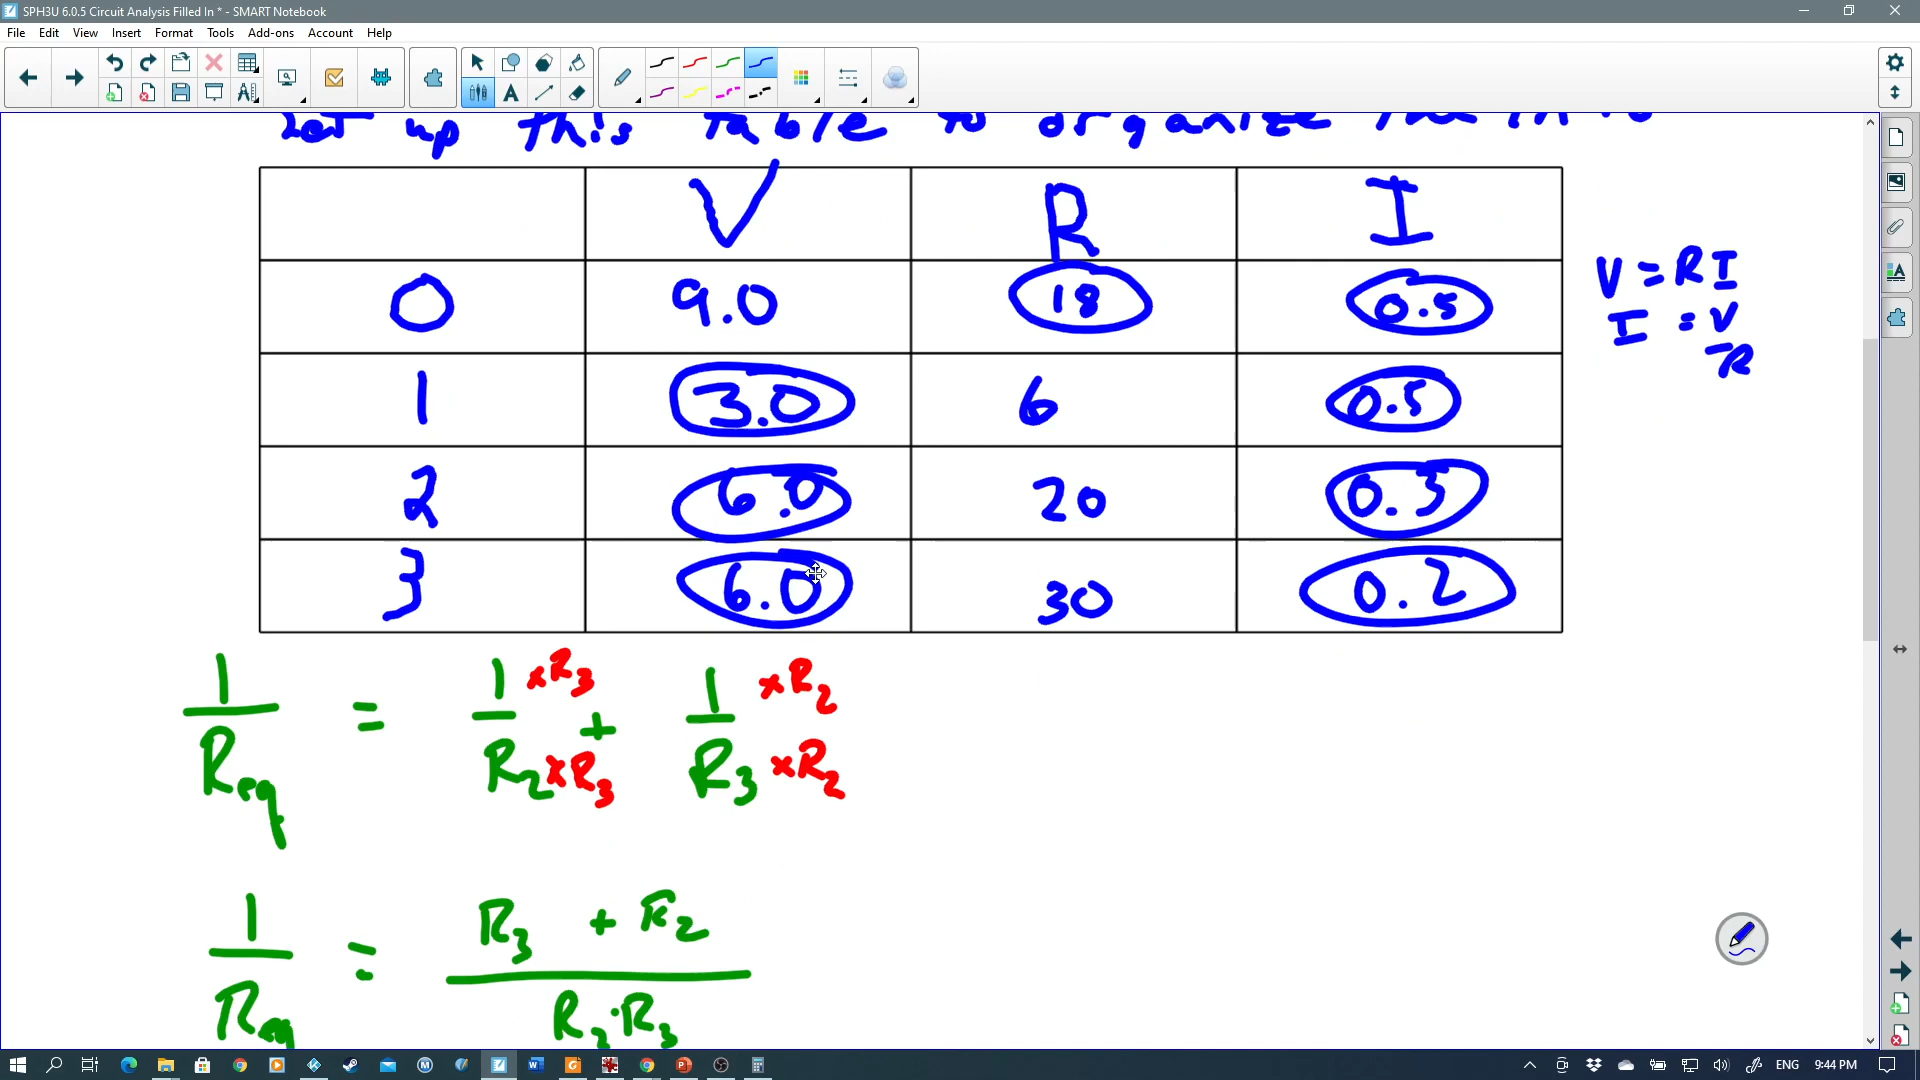 SPH3U 6.0.5 Circuit Analysis Filled In * - SMART Notebook
File Edit View Insert Format Tools Add-ons Account Help
up this table to organize
V R I
0 9.0 18 0.5
1 3.0 6 0.5
2 6.0 20 0.3
3 6.0 30 0.2
V = RI
I = V
R
1 = 1 ×R3 + 1 ×R2
Req R2 ×R3 R3 ×R2
1 = R3 + R2
Req R2·R3
ENG 9:44 PM